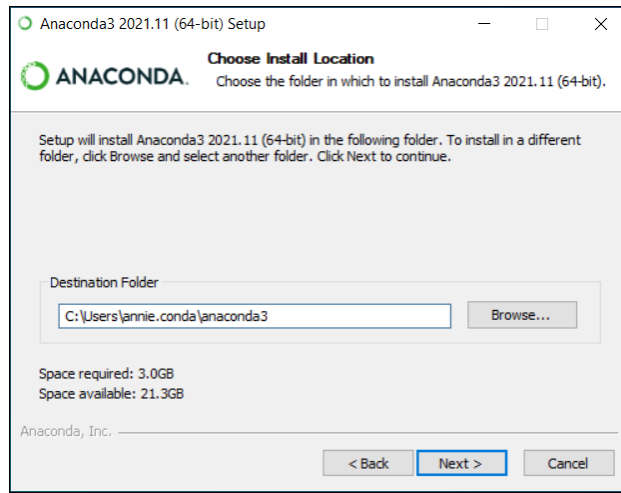 Anaconda3 2021.11 (64-bit) Setup
ANACONDA.
Choose Install Location
Choose the folder in which to install Anaconda3 2021.11 (64-bit).
Setup will install Anaconda3 2021.11 (64-bit) in the following folder. To install in a different
folder, click Browse and select another folder. Click Next to continue.
Destination Folder
C:\Users\annie.conda\anaconda3
Browse...
Space required: 3.0GB
Space available: 21.3GB
Anaconda, Inc.
< Back
Next >
Cancel